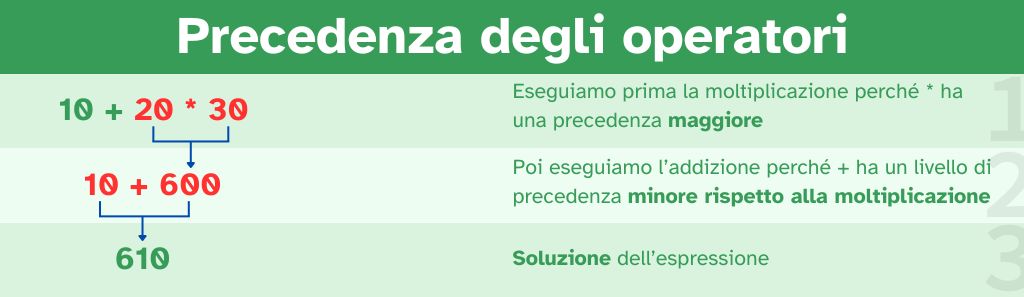 Precedenza degli operatori
10 + 20 * 30
Eseguiamo prima la moltiplicazione perché * ha
una precedenza maggiore
1
10 + 600
Poi eseguiamo l'addizione perché + ha un livello di
precedenza minore rispetto alla moltiplicazione
2
610
Soluzione dell'espressione
3